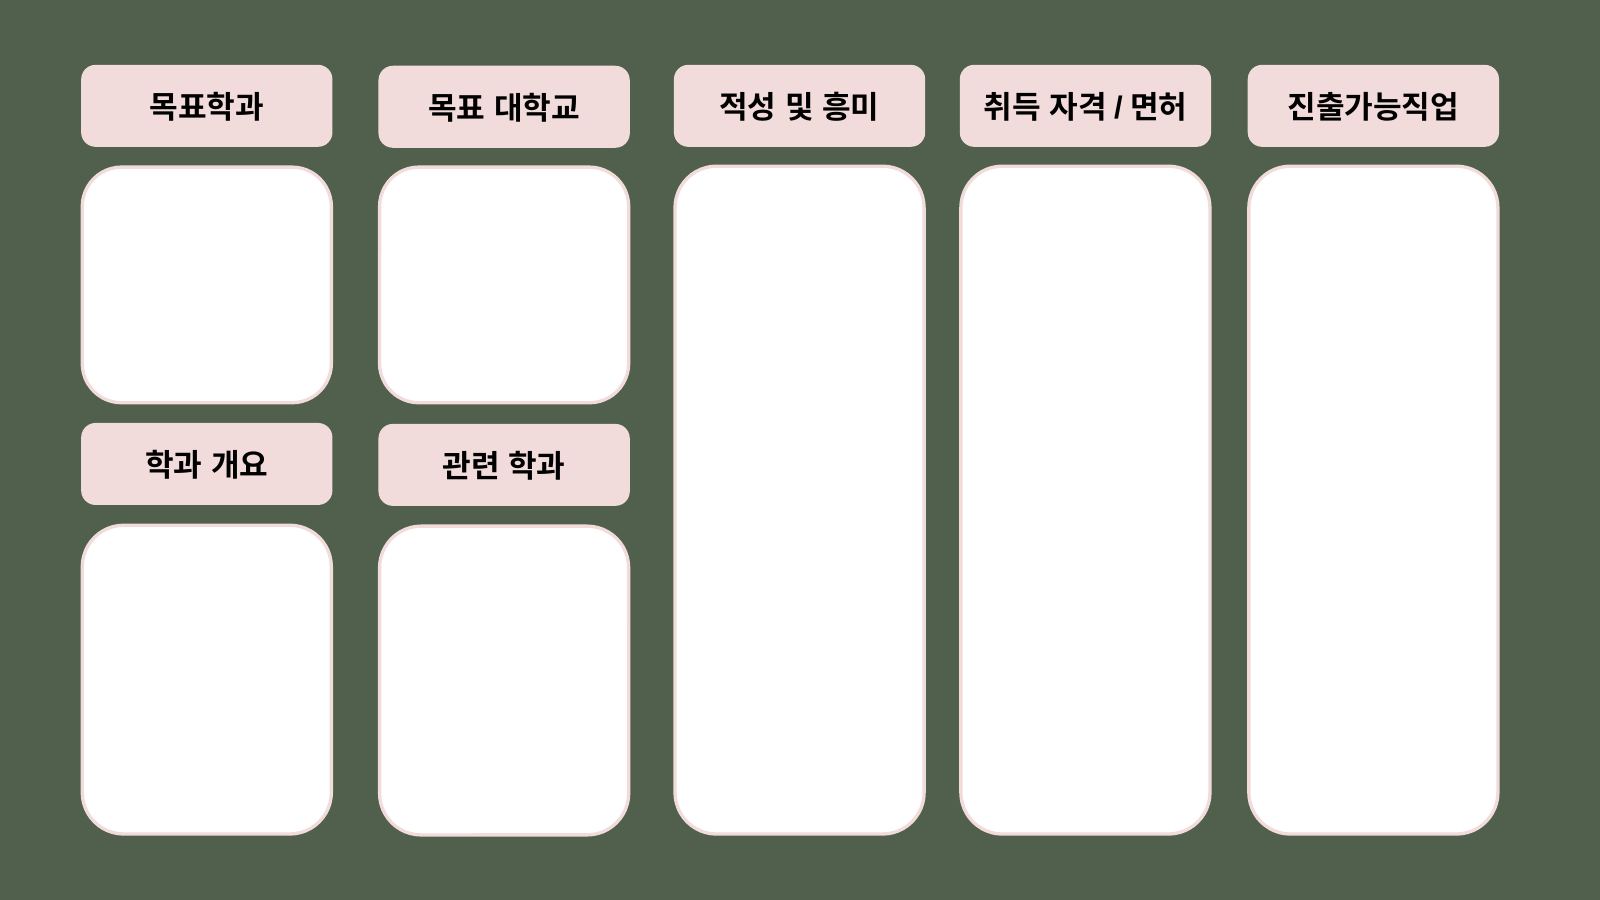 목표학과
목표 대학교
적성 및 흥미
취득 자격 / 면허
진출가능직업
학과 개요
관련 학과